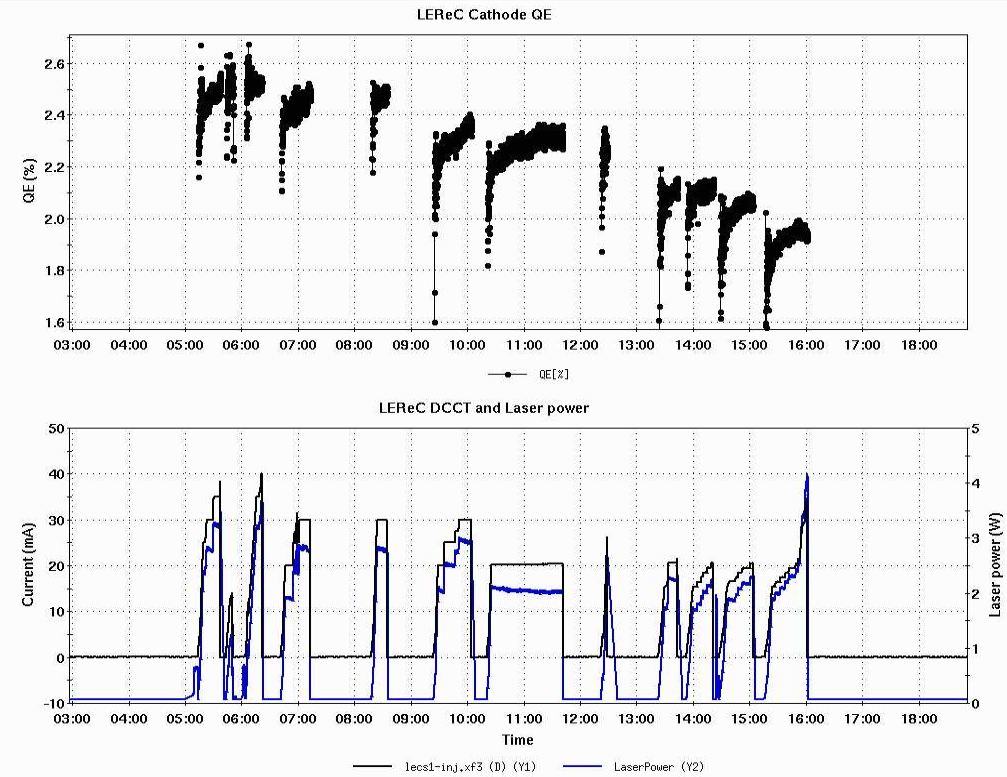 LEReC Cathode QE
QE (%)
2.6
2.4
2.2
2.0
1.8
1.6
03:00 04:00 05:00 06:00 07:00 08:00 09:00 10:00 11:00 12:00 13:00 14:00 15:00 16:00 17:00 18:00
QE[%]
LEReC DCCT and Laser power
Current (mA)
50
40
30
20
10
0
-10
5
4
3
2
1
0
Laser power (W)
03:00 04:00 05:00 06:00 07:00 08:00 09:00 10:00 11:00 12:00 13:00 14:00 15:00 16:00 17:00 18:00
Time
lecs1-inj.xf3 (D) (Y1) LaserPower (Y2)